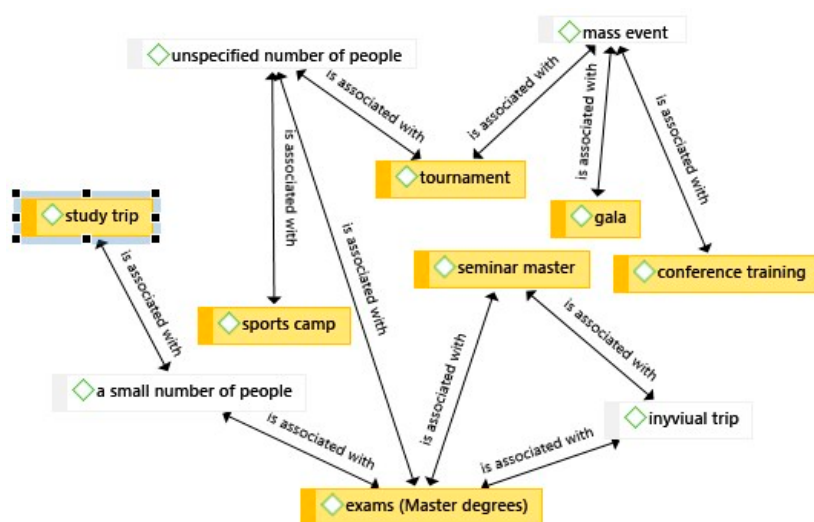 mass event
unspecified number of people
is associated with
is associated with
is associated with
is associated with
is associated with
tournament
study trip
gala
is associated with
seminar master
conference training
is associated with
sports camp
is associated with
is associated with
a small number of people
is associated with
inyviual trip
is associated with
is associated with
exams (Master degrees)